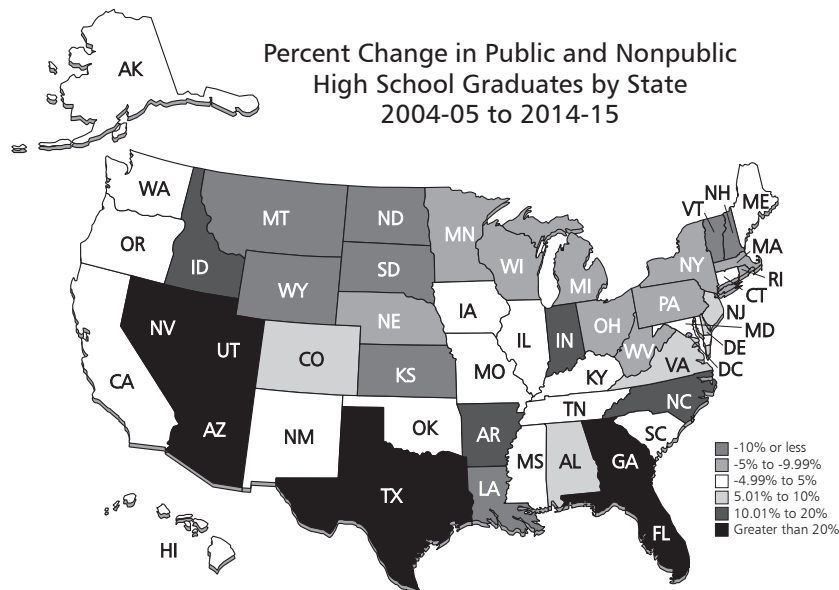 Percent Change in Public and Nonpublic
High School Graduates by State
2004-05 to 2014-15
AK
WA
MT
ND
MN
VT
NH
ME
OR
ID
SD
WI
MI
NY
MA
RI
WY
IA
PA
CT
NJ
NV
NE
IL
IN
OH
MD
DE
UT
CO
KS
MO
WV
VA
DC
CA
KY
NC
AZ
NM
OK
AR
TN
SC
TX
LA
MS
AL
GA
FL
HI
-10% or less
-5% to -9.99%
-4.99% to 5%
5.01% to 10%
10.01% to 20%
Greater than 20%